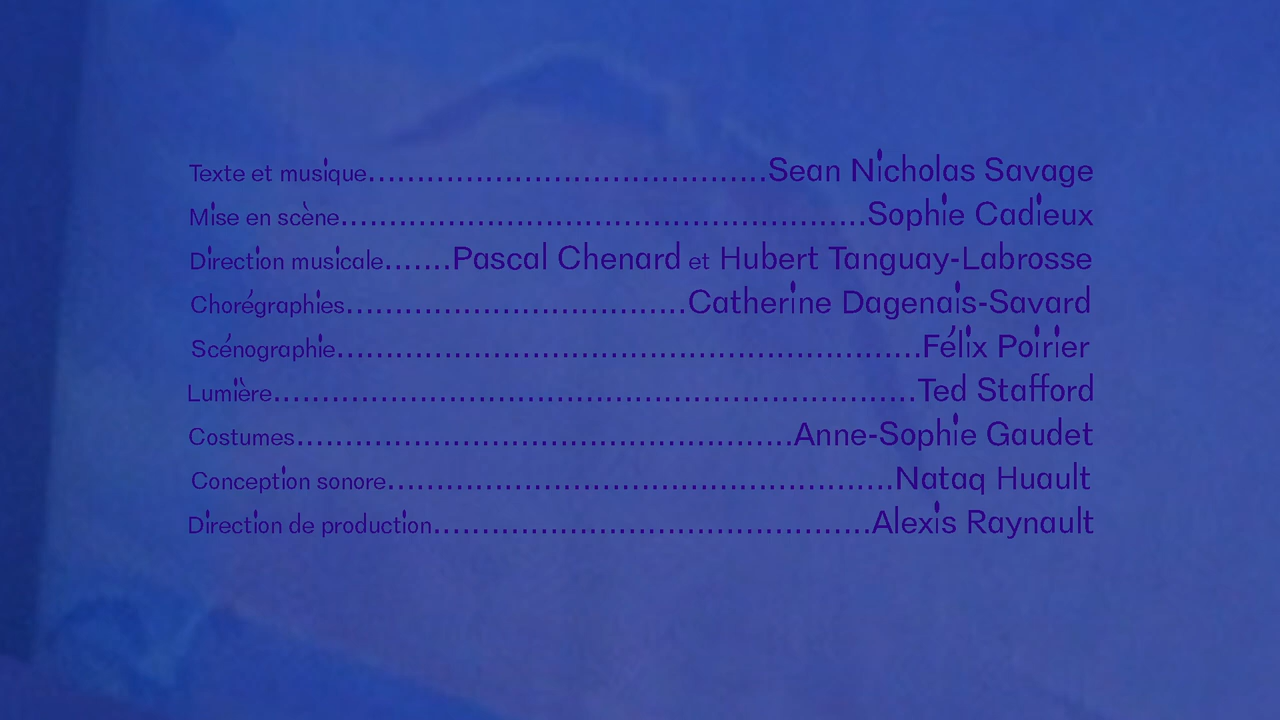 Texte et musique........................................Sean Nicholas Savage
Mise en scène.....................................................Sophie Cadieux
Direction musicale.......Pascal Chenard et Hubert Tanguay-Labrosse
Chorégraphies..................................Catherine Dagenais-Savard
Scénographie...........................................................Félix Poirier
Lumière.................................................................Ted Stafford
Costumes..................................................Anne-Sophie Gaudet
Conception sonore...................................................Nataq Huault
Direction de production............................................Alexis Raynault